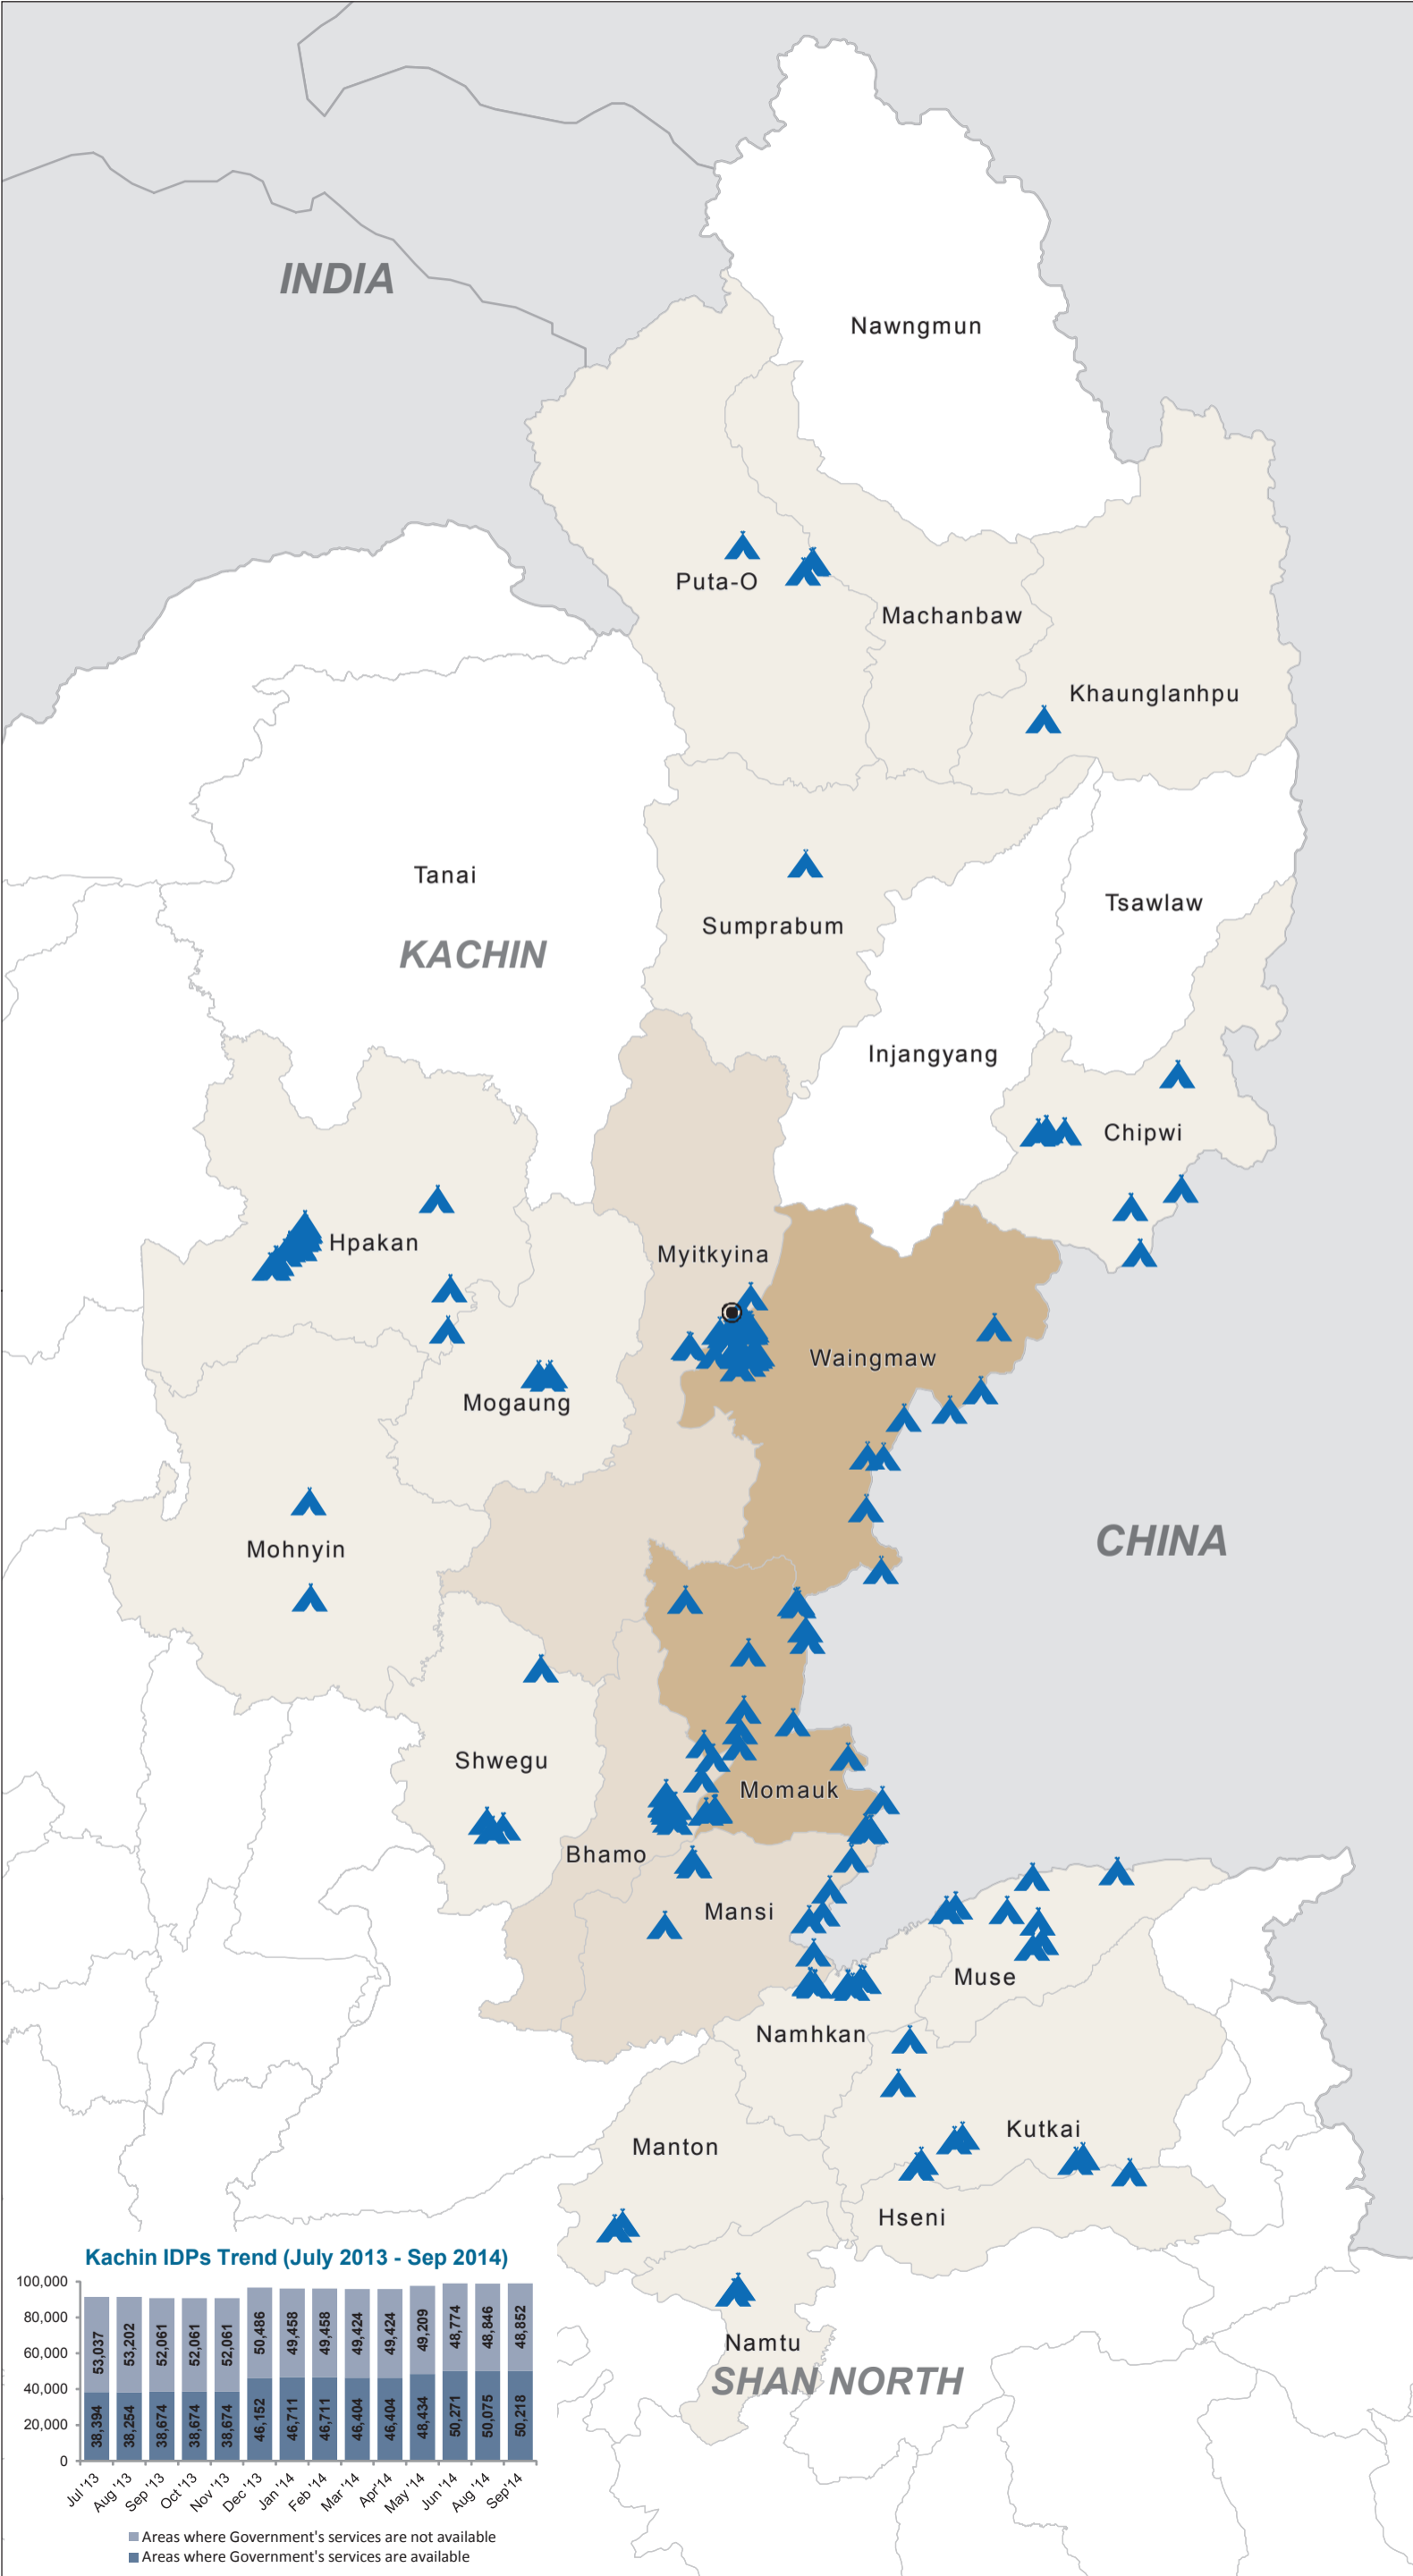 INDIA
Nawngmun
Puta-O
Machanbaw
Khaunglanhpu
Tanai
Tsawlaw
Sumprabum
KACHIN
Injangyang
Chipwi
Hpakan
Myitkyina
Waingmaw
Mogaung
CHINA
Mohnyin
Shwegu
Momauk
Bhamo
Mansi
Muse
Namhkan
Kutkai
Manton
Hseni
Namtu
SHAN NORTH
Kachin IDPs Trend (July 2013 - Sep 2014)
100,000
80,000
60,000
40,000
20,000
0
53,037 53,202 52,061 52,061 52,061 50,486 49,458 49,458 49,424 49,424 49,209 48,774 48,846 48,852
38,394 38,254 38,674 38,674 38,674 46,152 46,711 46,711 46,404 46,404 48,434 50,271 50,075 50,218
Jul '13 Aug '13 Sep '13 Oct '13 Nov '13 Dec '13 Jan '14 Feb '14 Mar '14 Apr'14 May '14 Jun '14 Aug '14 Sep'14
Areas where Government's services are not available
Areas where Government's services are available